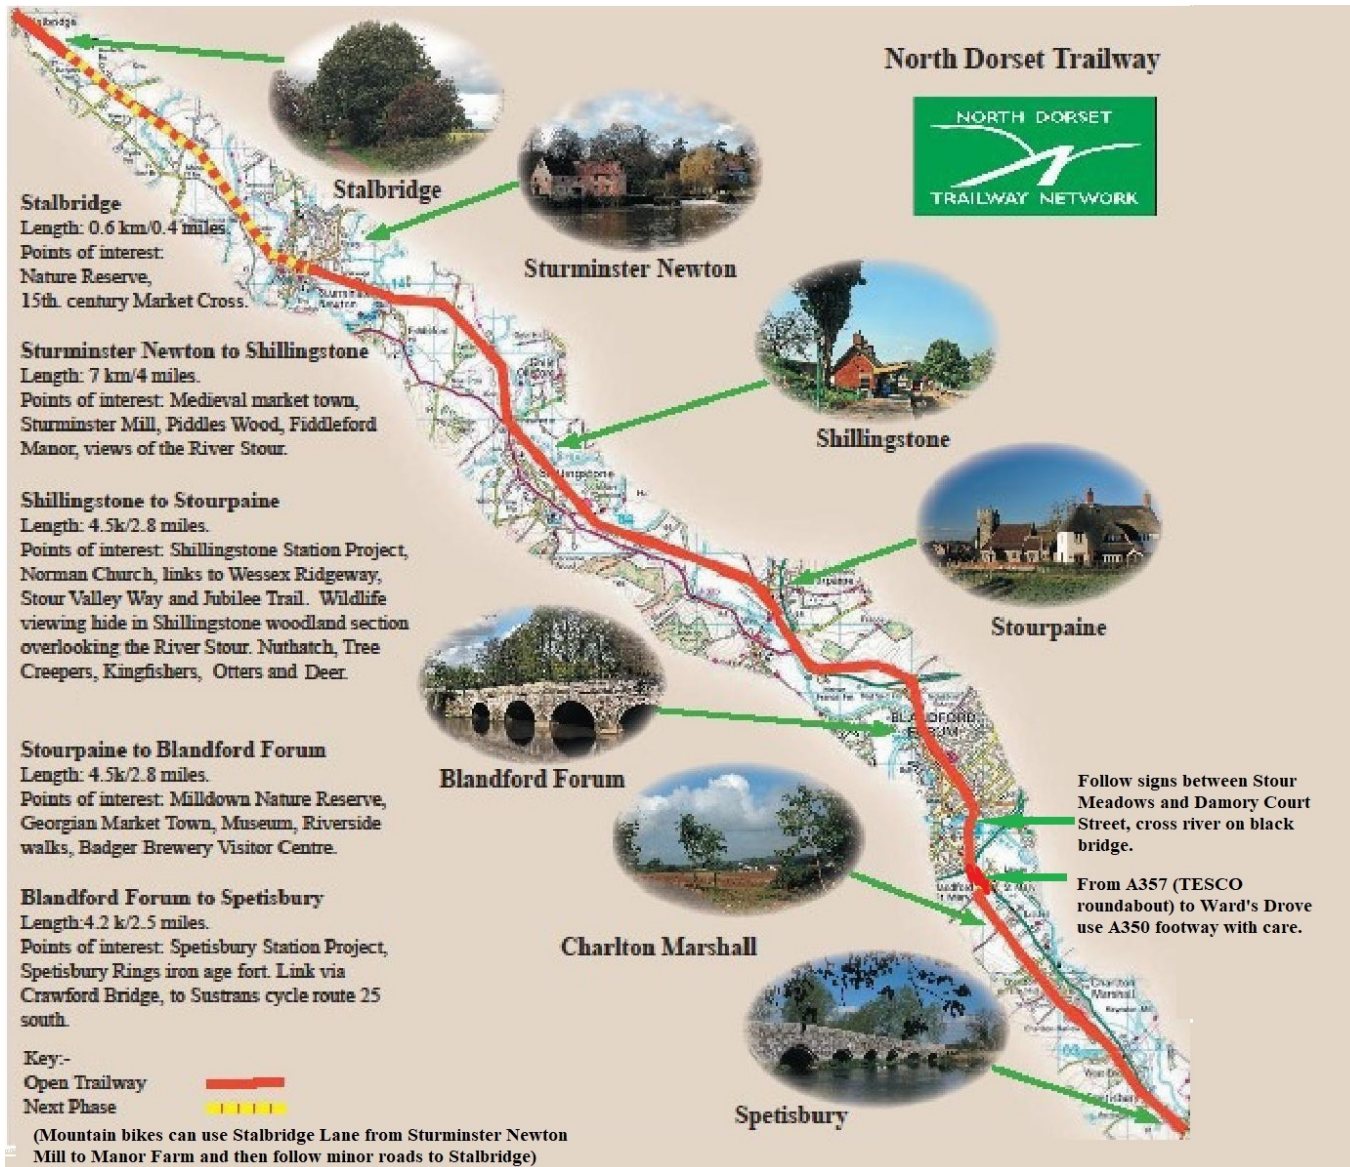 North Dorset Trailway
NORTH DORSET
TRAILWAY NETWORK
Stalbridge
Sturminster Newton
Shillingstone
Stourpaine
Blandford Forum
Charlton Marshall
Spetisbury
Stalbridge
Length: 0.6 km/0.4 miles.
Points of interest:
Nature Reserve,
15th. century Market Cross.
Sturminster Newton to Shillingstone
Length: 7 km/4 miles.
Points of interest: Medieval market town,
Sturminster Mill, Piddles Wood, Fiddleford
Manor, views of the River Stour.
Shillingstone to Stourpaine
Length: 4.5k/2.8 miles.
Points of interest: Shillingstone Station Project,
Norman Church, links to Wessex Ridgeway,
Stour Valley Way and Jubilee Trail. Wildlife
viewing hide in Shillingstone woodland section
overlooking the River Stour. Nuthatch, Tree
Creepers, Kingfishers, Otters and Deer.
Stourpaine to Blandford Forum
Length: 4.5k/2.8 miles.
Points of interest: Milldown Nature Reserve,
Georgian Market Town, Museum, Riverside
walks, Badger Brewery Visitor Centre.
Blandford Forum to Spetisbury
Length:4.2 k/2.5 miles.
Points of interest: Spetisbury Station Project,
Spetisbury Rings iron age fort. Link via
Crawford Bridge, to Sustrans cycle route 25
south.
Key:-
Open Trailway
Next Phase
(Mountain bikes can use Stalbridge Lane from Sturminster Newton
Mill to Manor Farm and then follow minor roads to Stalbridge)
Follow signs between Stour
Meadows and Damory Court
Street, cross river on black
bridge.
From A357 (TESCO
roundabout) to Ward's Drove
use A350 footway with care.
Fiddleford
Charlton
Marshall